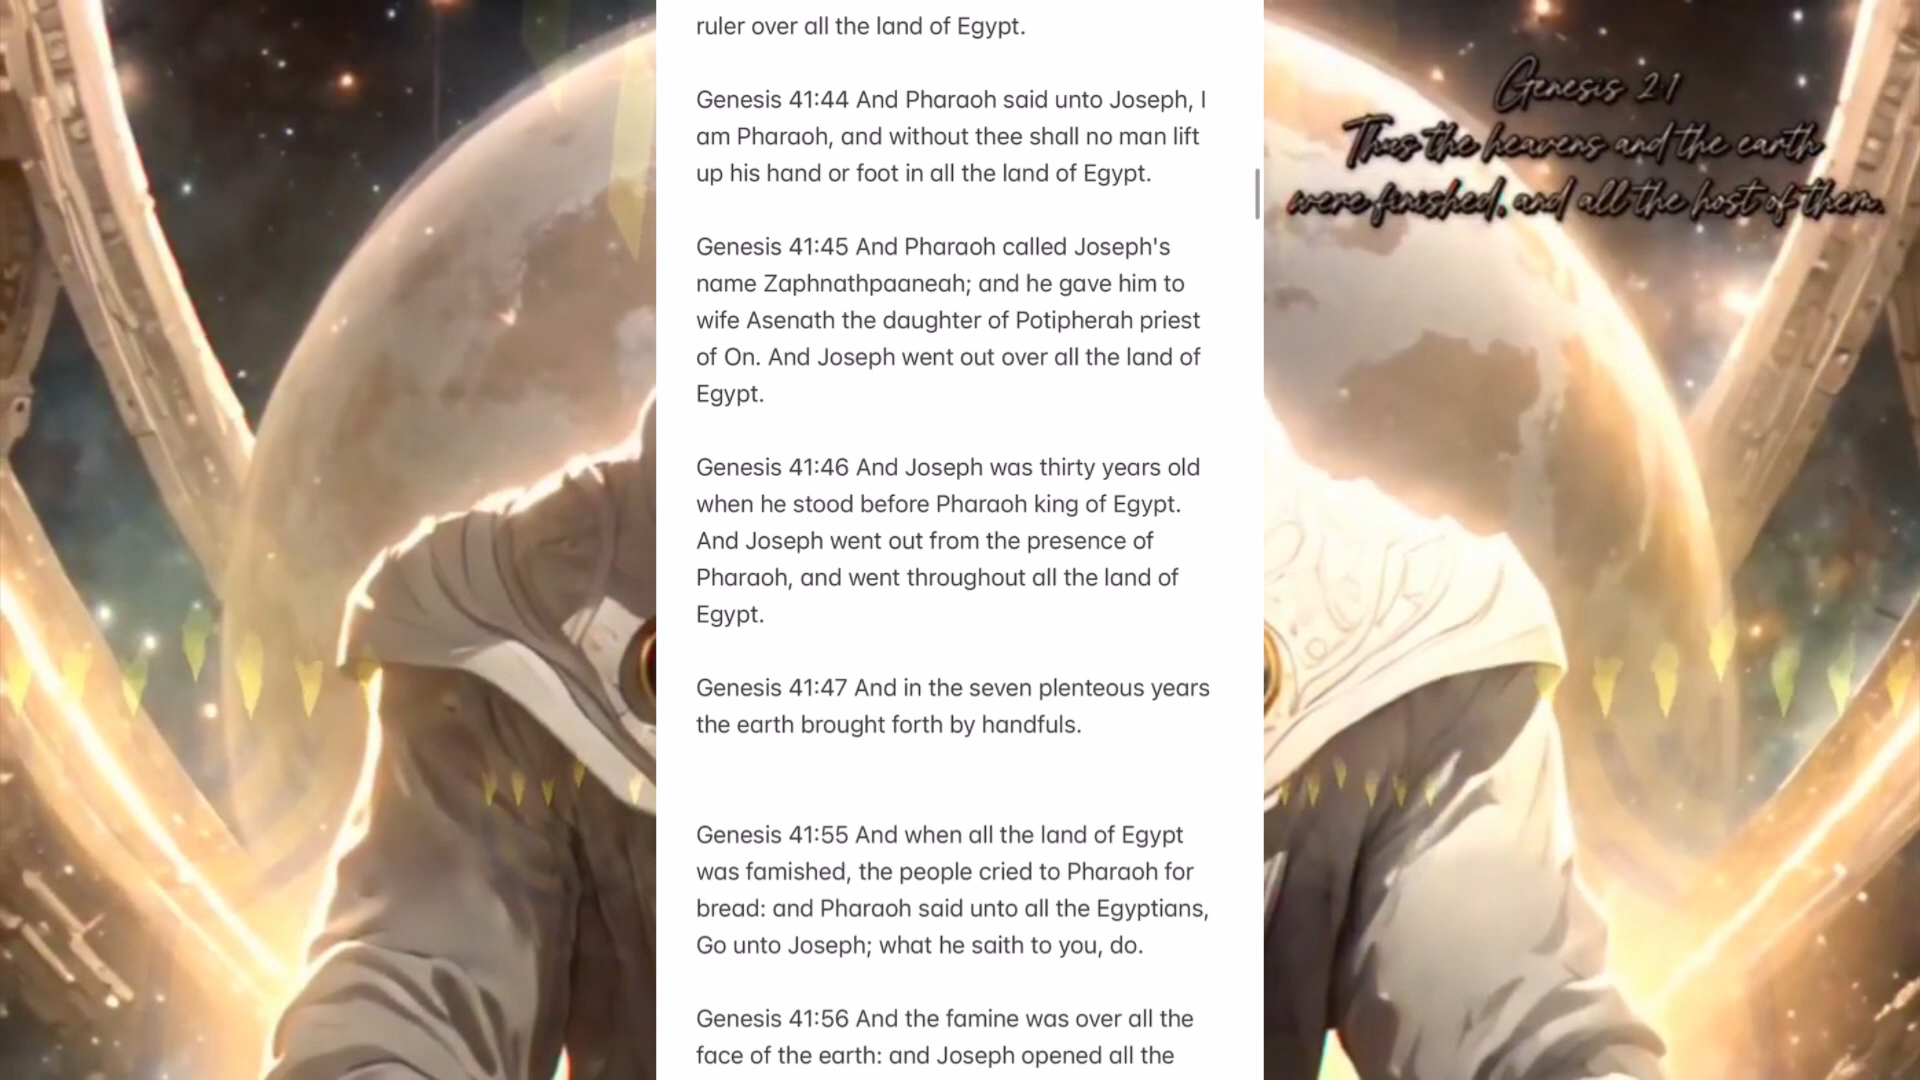 ruler over all the land of Egypt.
Genesis 41:44 And Pharaoh said unto Joseph, I
am Pharaoh, and without thee shall no man lift
up his hand or foot in all the land of Egypt.
Genesis 41:45 And Pharaoh called Joseph's
name Zaphnathpaaneah; and he gave him to
wife Asenath the daughter of Potipherah priest
of On. And Joseph went out over all the land of
Egypt.
Genesis 41:46 And Joseph was thirty years old
when he stood before Pharaoh king of Egypt.
And Joseph went out from the presence of
Pharaoh, and went throughout all the land of
Egypt.
Genesis 41:47 And in the seven plenteous years
the earth brought forth by handfuls.
Genesis 41:55 And when all the land of Egypt
was famished, the people cried to Pharaoh for
bread: and Pharaoh said unto all the Egyptians,
Go unto Joseph; what he saith to you, do.
Genesis 41:56 And the famine was over all the
face of the earth: and Joseph opened all the
Genesis 2:1
Thus the heavens and the earth
were finished, and all the host of them.